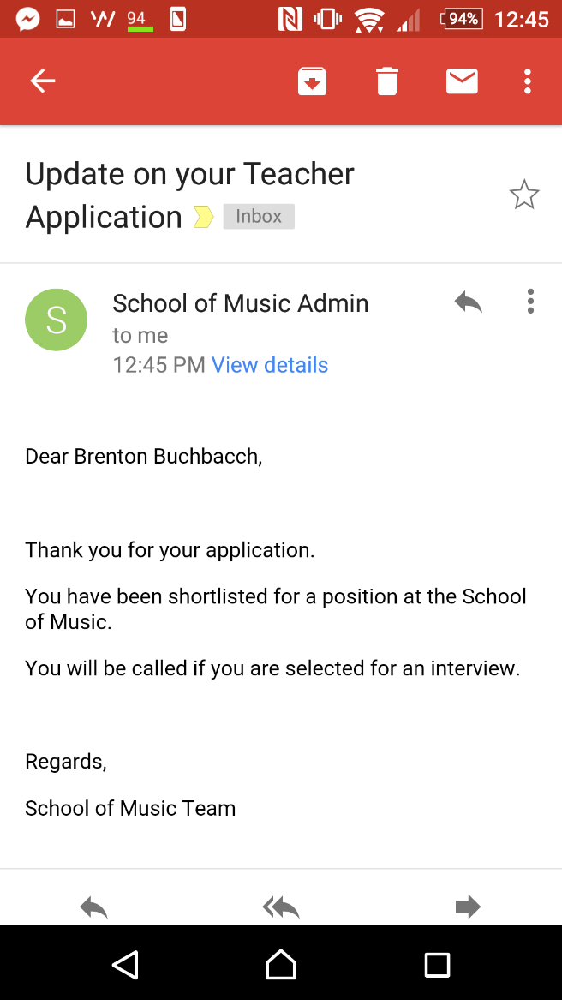 94
94%
12:45
Update on your Teacher
Application
Inbox
S
School of Music Admin
to me
12:45 PM View details
Dear Brenton Buchbacch,
Thank you for your application.
You have been shortlisted for a position at the School
of Music.
You will be called if you are selected for an interview.
Regards,
School of Music Team